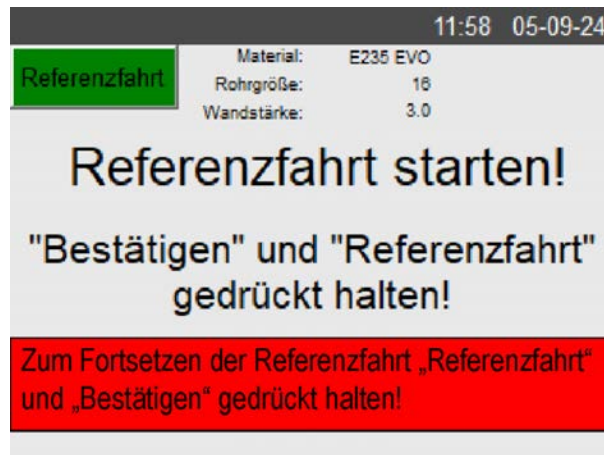 11:58 05-09-24
Referenzfahrt
Material: E235 EVO
Rohrgröße: 16
Wandstärke: 3.0
Referenzfahrt starten!
"Bestätigen" und "Referenzfahrt"
gedrückt halten!
Zum Fortsetzen der Referenzfahrt „Referenzfahrt“
und „Bestätigen“ gedrückt halten!